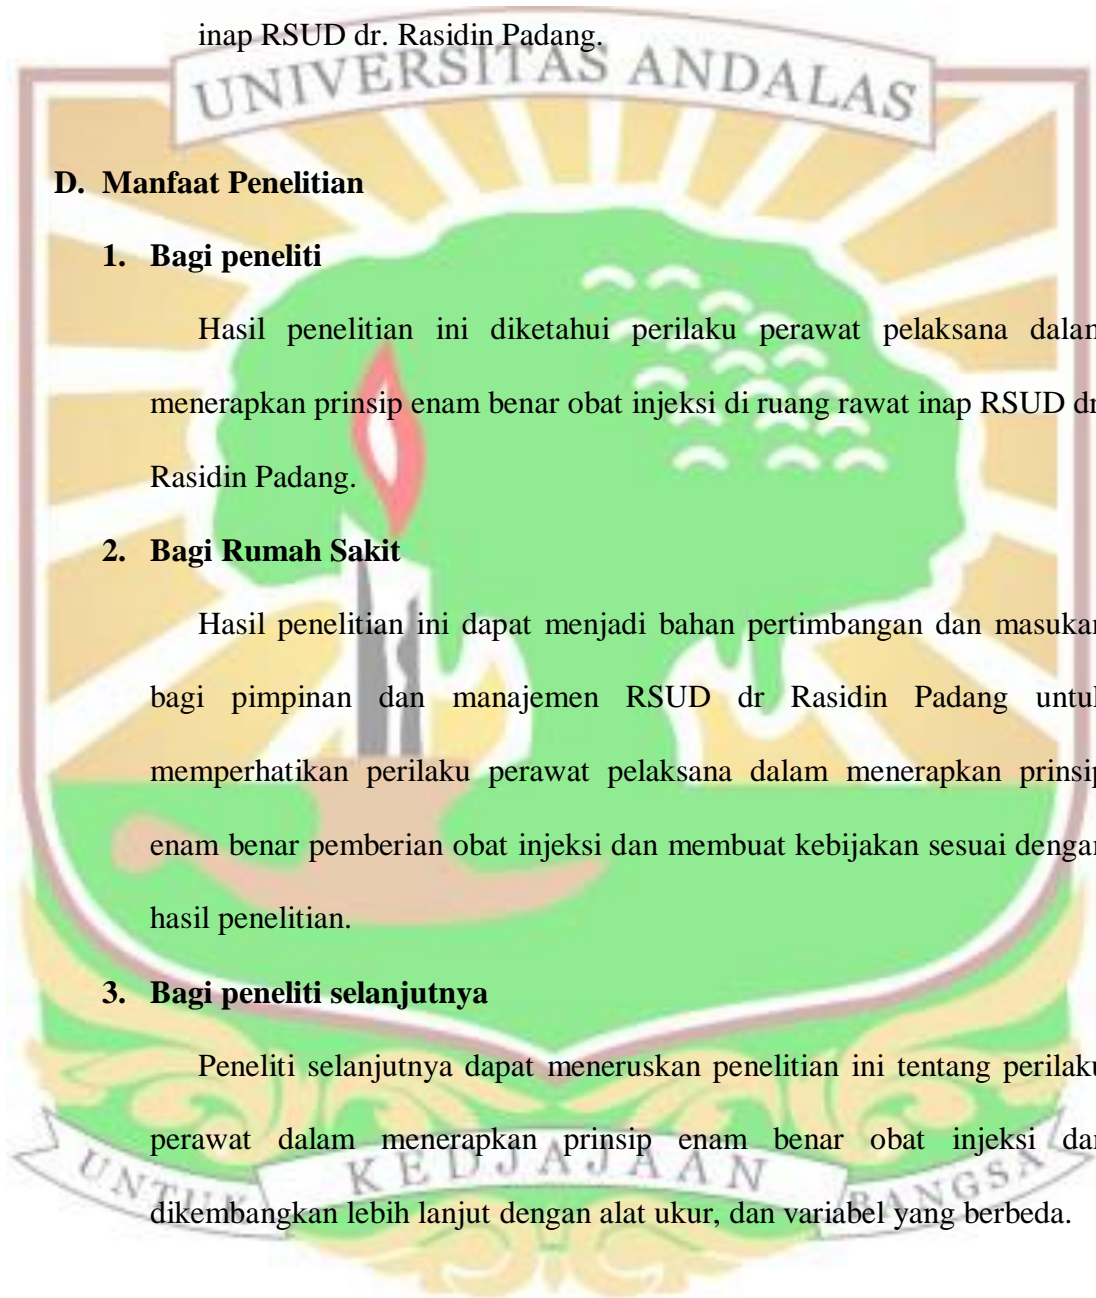 inap RSUD dr. Rasidin Padang.
UNIVERSITAS ANDALAS
D. Manfaat Penelitian
1. Bagi peneliti
Hasil penelitian ini diketahui perilaku perawat pelaksana dalam
menerapkan prinsip enam benar obat injeksi di ruang rawat inap RSUD dr
Rasidin Padang.
2. Bagi Rumah Sakit
Hasil penelitian ini dapat menjadi bahan pertimbangan dan masukan
bagi pimpinan dan manajemen RSUD dr Rasidin Padang untuk
memperhatikan perilaku perawat pelaksana dalam menerapkan prinsip
enam benar pemberian obat injeksi dan membuat kebijakan sesuai dengan
hasil penelitian.
3. Bagi peneliti selanjutnya
Peneliti selanjutnya dapat meneruskan penelitian ini tentang perilaku
perawat dalam menerapkan prinsip enam benar obat injeksi dan
UNTUK KEDJAJAAN BANGSA
dikembangkan lebih lanjut dengan alat ukur, dan variabel yang berbeda.